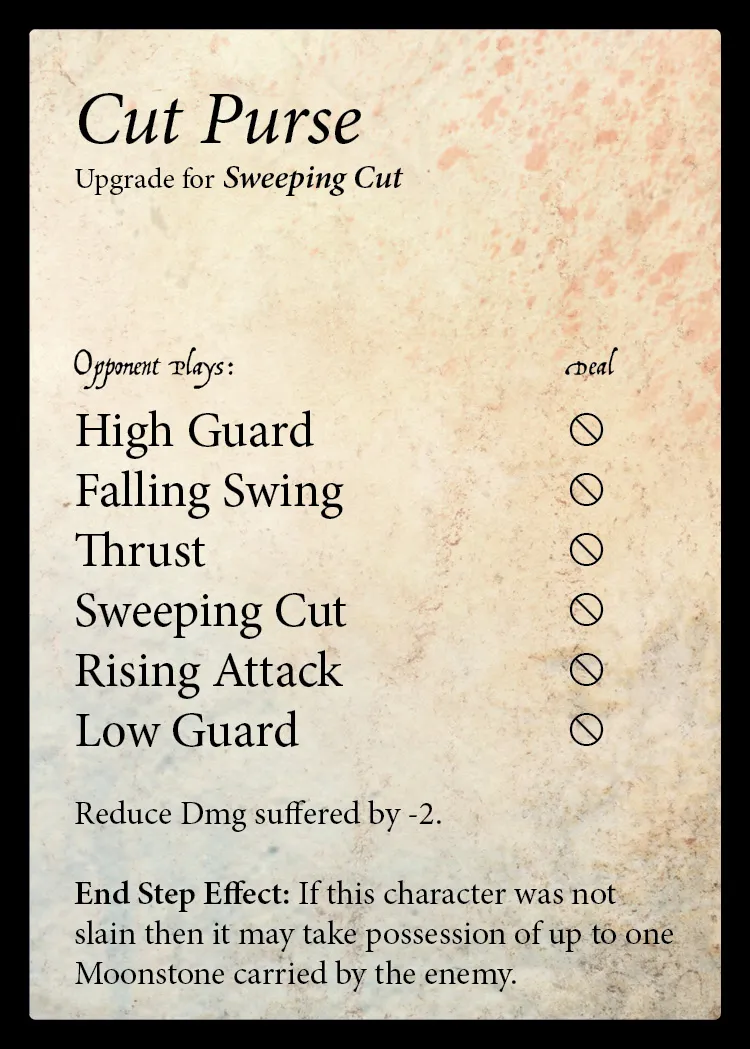 Cut Purse
Upgrade for Sweeping Cut
Opponent Plays: Deal
High Guard
Falling Swing
Thrust
Sweeping Cut
Rising Attack
Low Guard
Reduce Dmg suffered by -2.
End Step Effect: If this character was not
slain then it may take possession of up to one
Moonstone carried by the enemy.